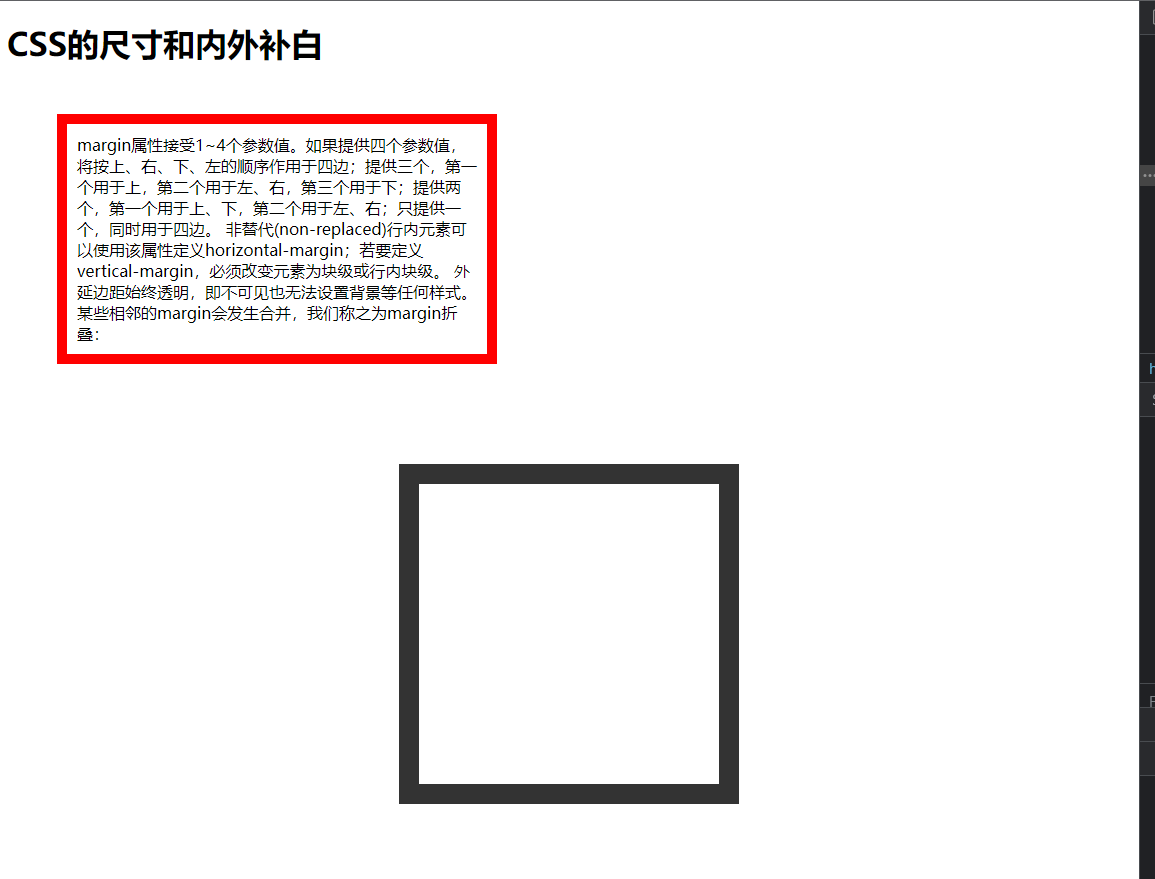 CSS的尺寸和内外补白
margin属性接受1~4个参数值。如果提供四个参数值，
将按上、右、下、左的顺序作用于四边；提供三个，第一
个用于上，第二个用于左、右，第三个用于下；提供两
个，第一个用于上、下，第二个用于左、右；只提供一
个，同时用于四边。 非替代(non-replaced)行内元素可
以使用该属性定义horizontal-margin；若要定义
vertical-margin，必须改变元素为块级或行内块级。 外
延边距始终透明，即不可见也无法设置背景等任何样式。
某些相邻的margin会发生合并，我们称之为margin折
叠：